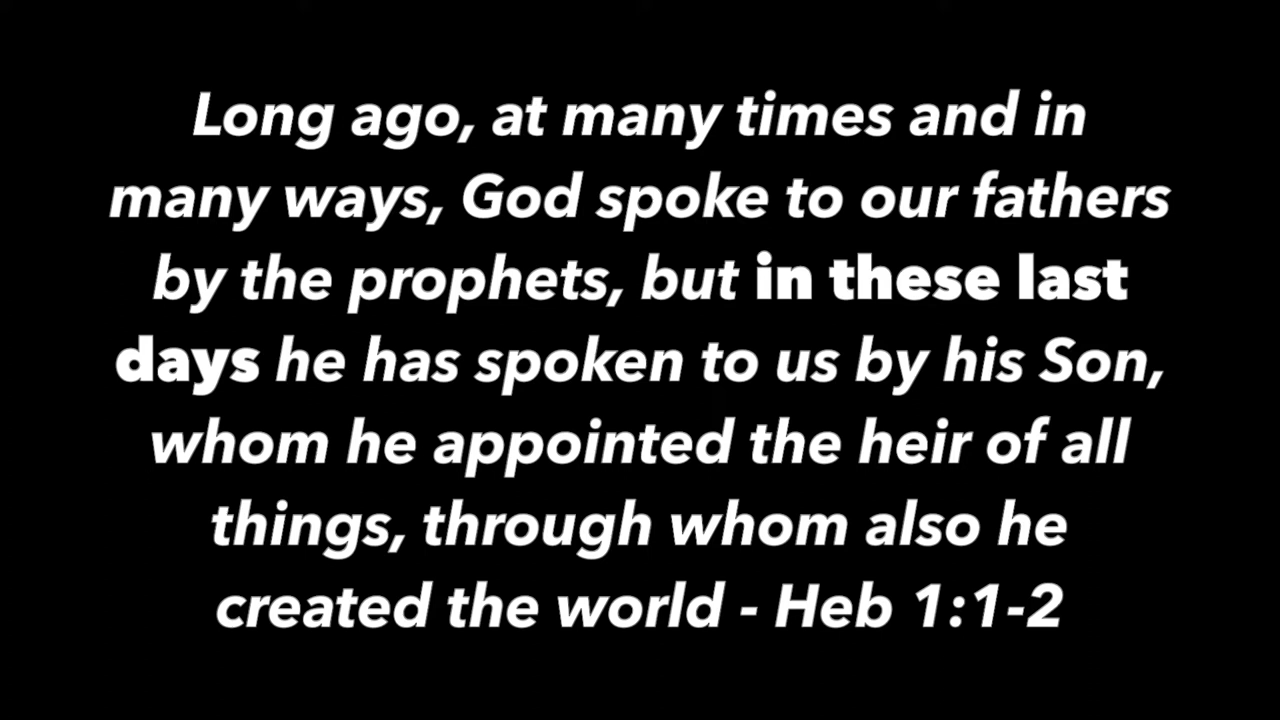 Long ago, at many times and in
many ways, God spoke to our fathers
by the prophets, but in these last
days he has spoken to us by his Son,
whom he appointed the heir of all
things, through whom also he
created the world - Heb 1:1-2